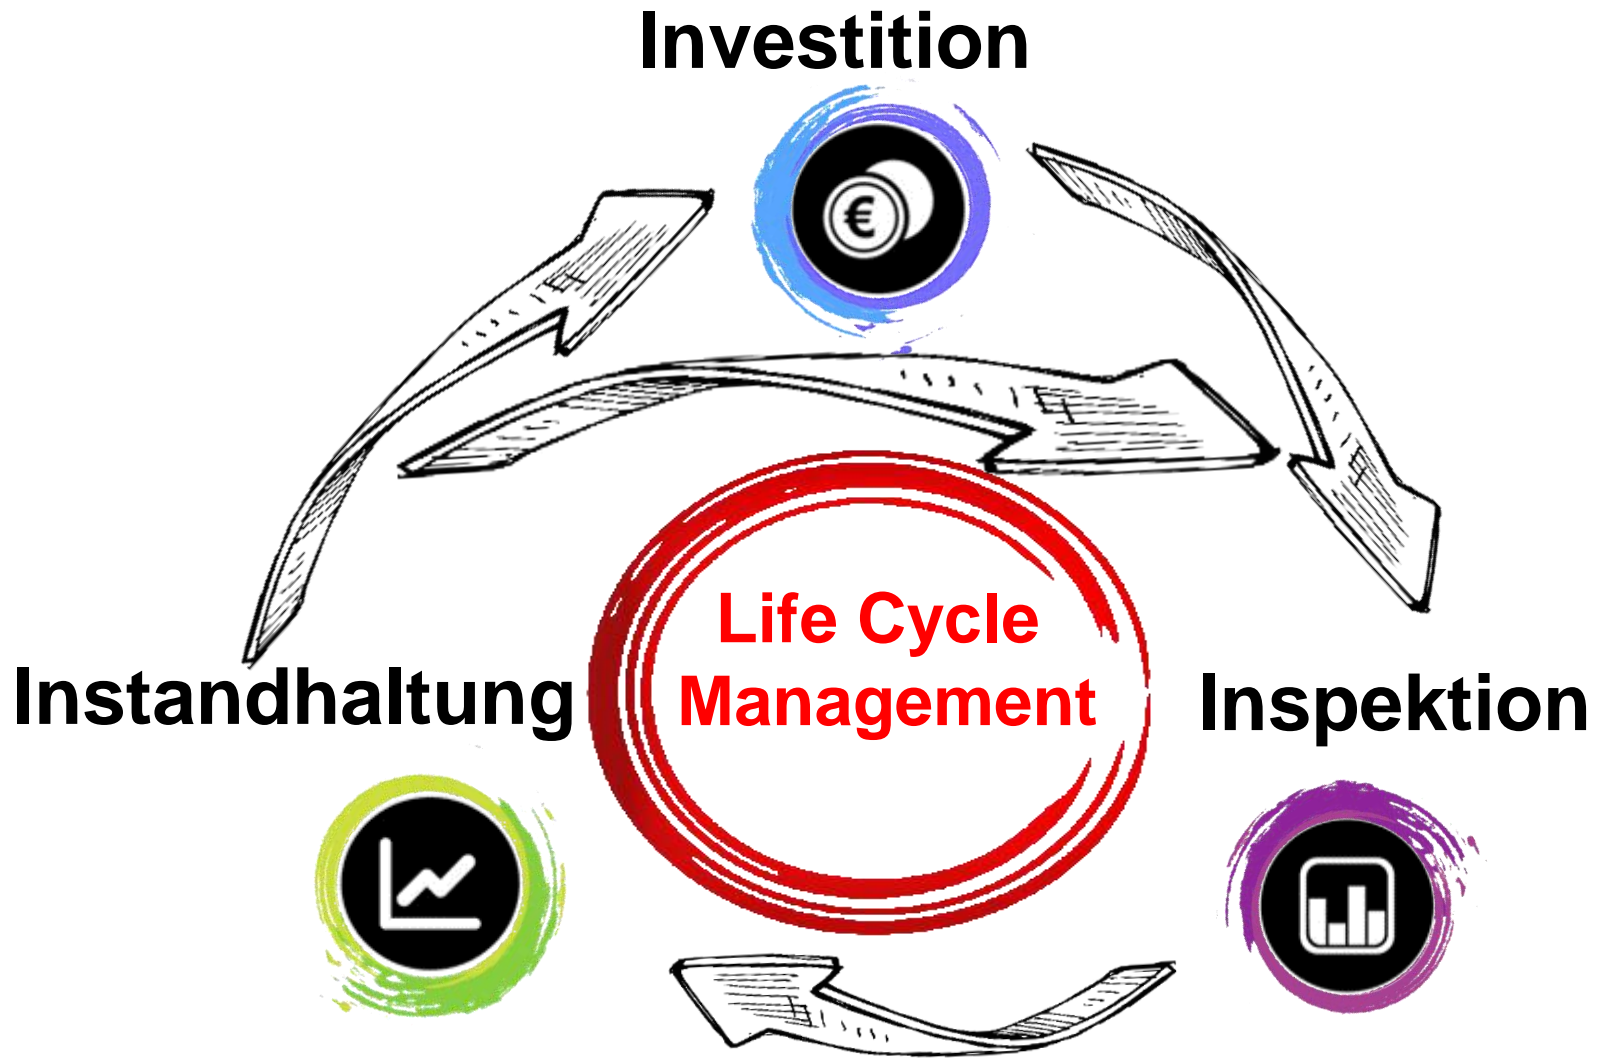 Investition
€
Life Cycle
Management
Instandhaltung
Inspektion